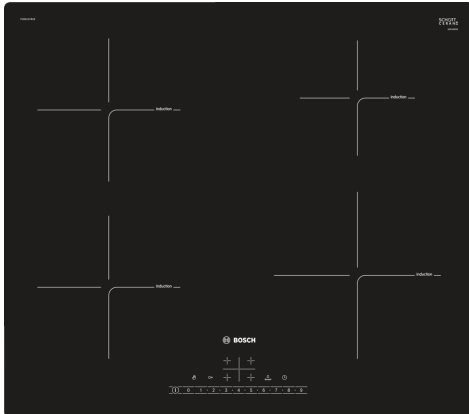 SCHOTT
CERAN®
induction
induction
induction
induction
BOSCH
0 1 · 2 · 3 · 4 · 5 · 6 · 7 · 8 · 9